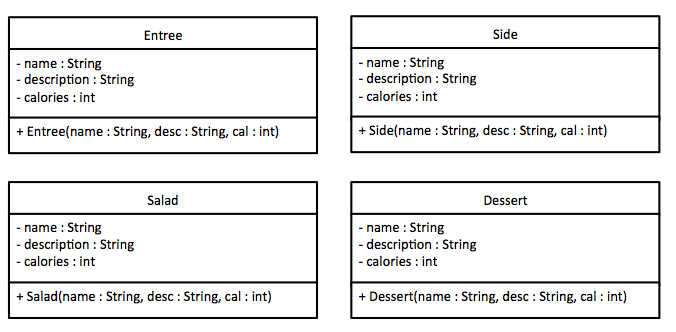 Entree
- name : String
- description : String
- calories : int
+ Entree(name : String, desc : String, cal : int)
Side
- name : String
- description : String
- calories : int
+ Side(name : String, desc : String, cal : int)
Salad
- name : String
- description : String
- calories : int
+ Salad(name : String, desc : String, cal : int)
Dessert
- name : String
- description : String
- calories : int
+ Dessert(name : String, desc : String, cal : int)